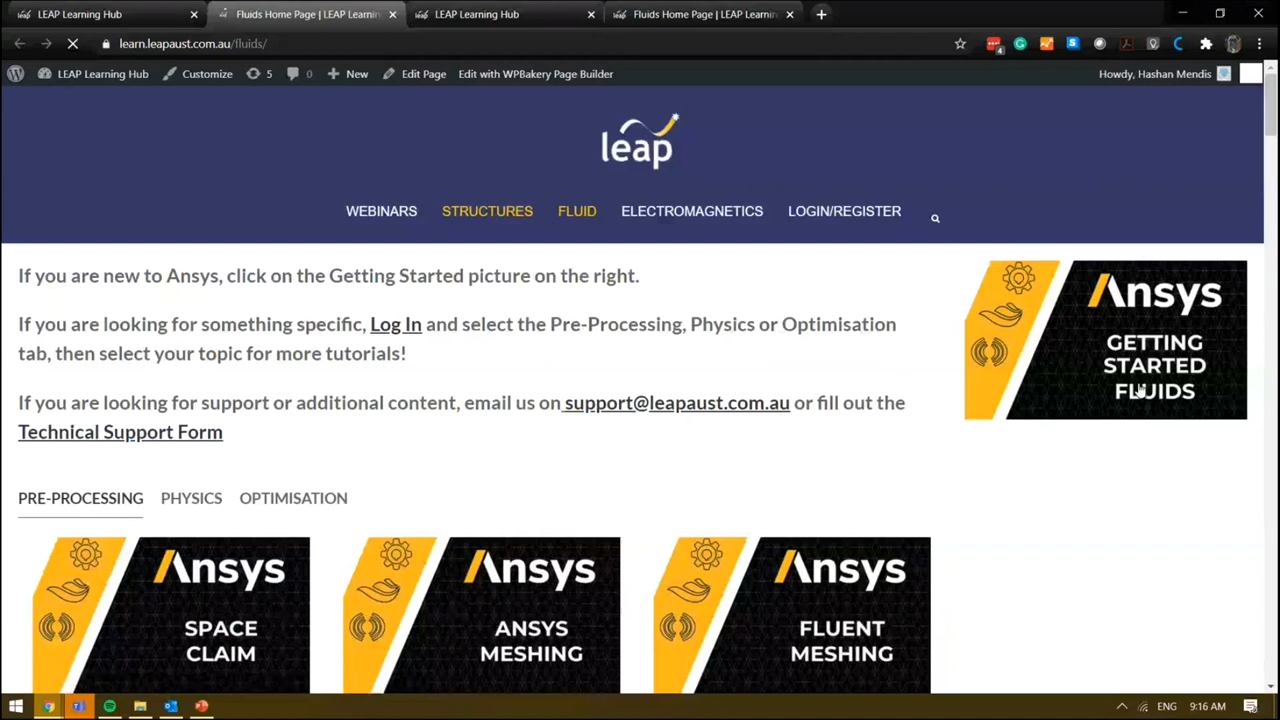 LEAP Learning Hub
Fluids Home Page | LEAP Learnin
LEAP Learning Hub
Fluids Home Page | LEAP Learnin
learn.leapaust.com.au/fluids/
4
LEAP Learning Hub
Customize
5
0
New
Edit Page
Edit with WPBakery Page Builder
Howdy, Hashan Mendis
leap
WEBINARS
STRUCTURES
FLUID
ELECTROMAGNETICS
LOGIN/REGISTER
If you are new to Ansys, click on the Getting Started picture on the right.
If you are looking for something specific, Log In and select the Pre-Processing, Physics or Optimisation
tab, then select your topic for more tutorials!
If you are looking for support or additional content, email us on support@leapaust.com.au or fill out the
Technical Support Form
Ansys
GETTING
STARTED
FLUIDS
PRE-PROCESSING
PHYSICS
OPTIMISATION
Ansys
SPACE
CLAIM
Ansys
ANSYS
MESHING
Ansys
FLUENT
MESHING
ENG
9:16 AM